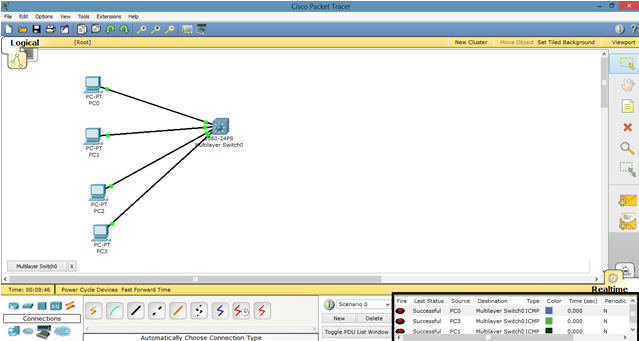 Cisco Packet Tracer
File Edit Options View Tools Extensions Help
Logical [Root] New Cluster Move Object Set Tiled Background Viewport
PC-PT
PC0
PC-PT
PC1
PC-PT
PC2
PC-PT
PC3
3560-24PS
Multilayer Switch0
Multilayer Switch0 X
Time: 00:08:46 Power Cycle Devices Fast Forward Time Realtime
Connections
Automatically Choose Connection Type
Scenario 0
New Delete
Toggle PDU List Window
Fire Last Status Source Destination Type Color Time (sec) Periodic
Successful PC0 Multilayer Switch0 ICMP 0.000 N
Successful PC3 Multilayer Switch0 ICMP 0.000 N
Successful PC1 Multilayer Switch0 ICMP 0.000 N